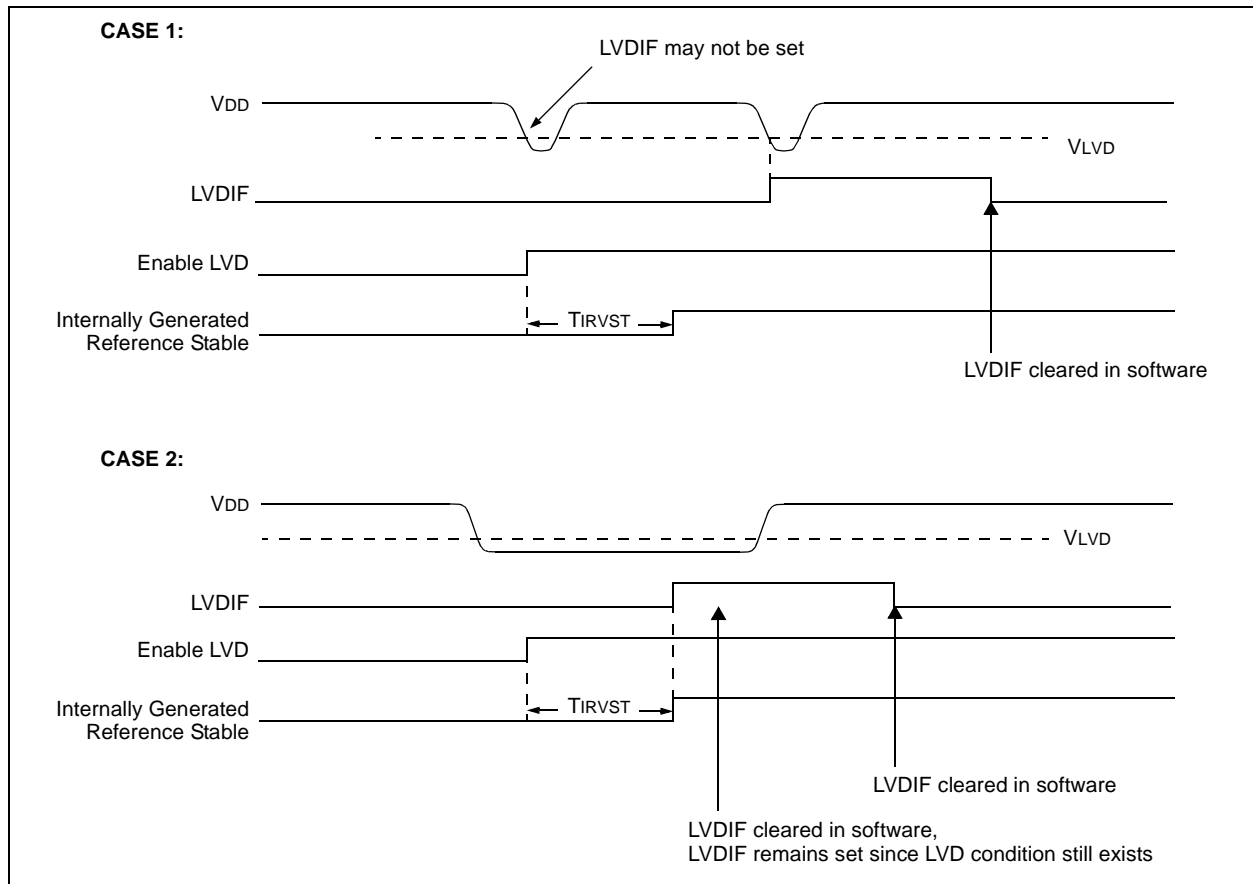 CASE 1:
LVDIF may not be set
VDD
VLVD
LVDIF
Enable LVD
Internally Generated
Reference Stable
TIRVST
LVDIF cleared in software
CASE 2:
VDD
VLVD
LVDIF
Enable LVD
Internally Generated
Reference Stable
TIRVST
LVDIF cleared in software
LVDIF cleared in software,
LVDIF remains set since LVD condition still exists